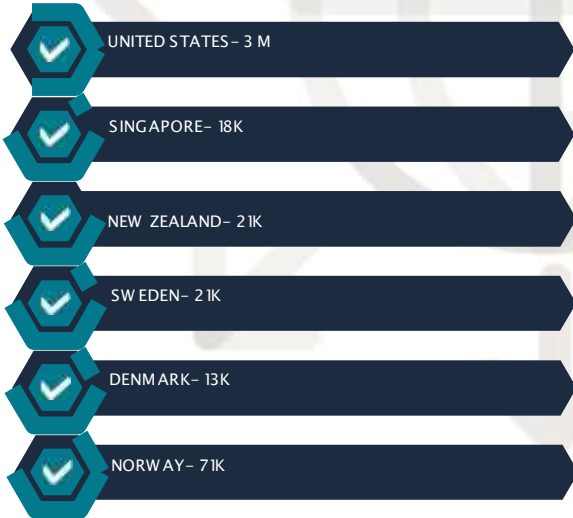 UNITED STATES– 3 M
SINGAPORE– 18K
NEW ZEALAND– 21K
SWEDEN– 21K
DENMARK– 13K
NORWAY– 71K